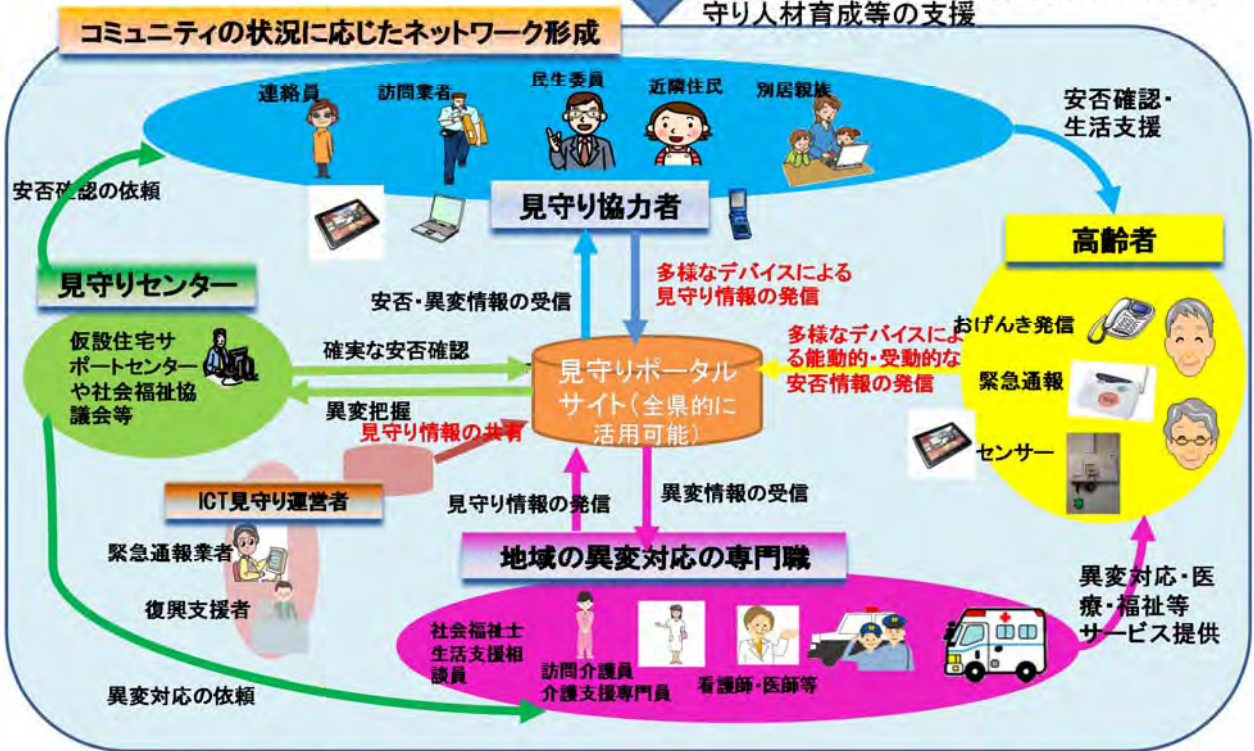 守り人材育成等の支援
コミュニティの状況に応じたネットワーク形成
連絡員
訪問業者
民生委員
近隣住民
別居親族
安否確認・
生活支援
安否確認の依頼
見守り協力者
高齢者
見守りセンター
多様なデバイスによる
見守り情報の発信
安否・異変情報の受信
おげんき発信
仮設住宅サ
ポートセンター
や社会福祉協
議会等
確実な安否確認
多様なデバイスによ
る能動的・受動的な
安否情報の発信
見守りポータル
サイト(全県的に
活用可能)
緊急通報
異変把握
見守り情報の共有
センサー
ICT見守り運営者
見守り情報の発信
異変情報の受信
緊急通報業者
地域の異変対応の専門職
復興支援者
異変対応・医
療・福祉等
サービス提供
社会福祉士
生活支援相
談員
訪問介護員
介護支援専門員
看護師・医師等
異変対応の依頼